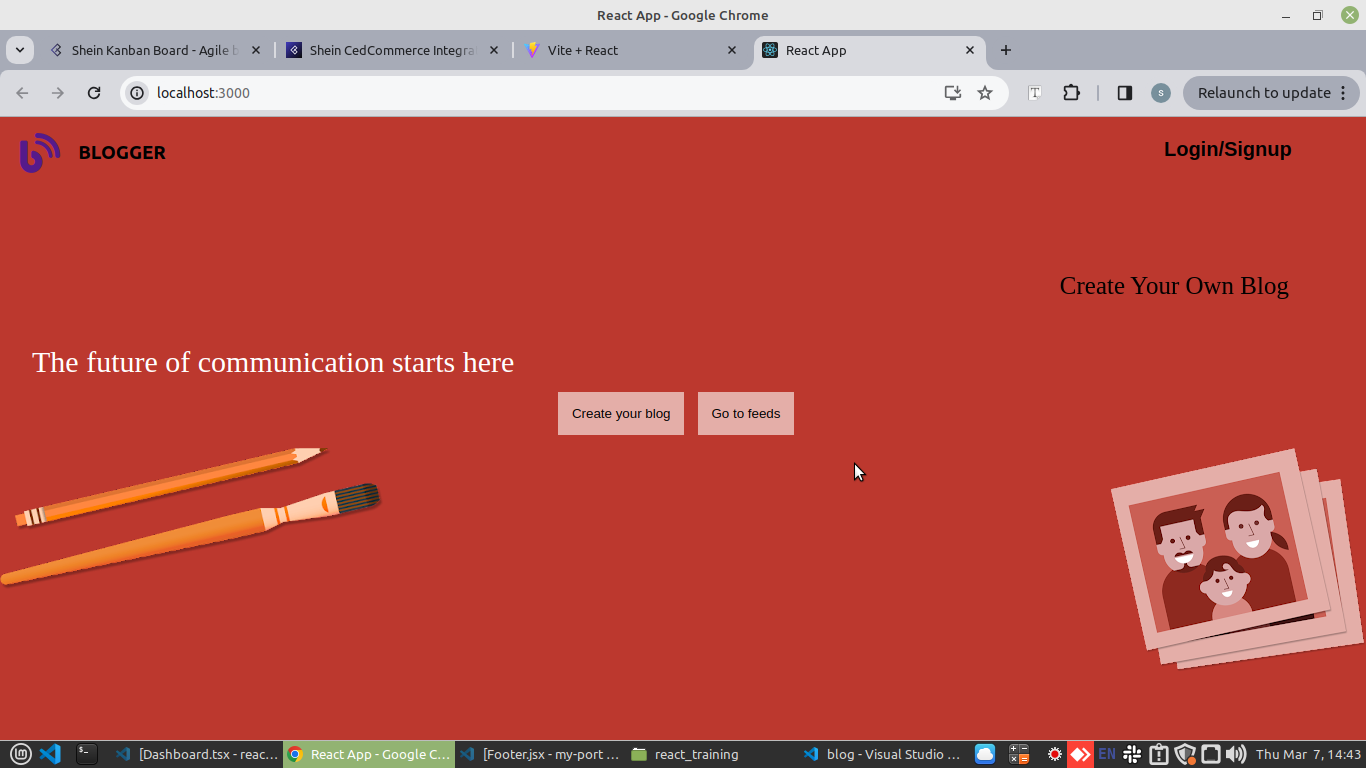 React App - Google Chrome
Shein Kanban Board - Agile b
Shein CedCommerce Integra
Vite + React
React App
localhost:3000
T
s
Relaunch to update
BLOGGER
Login/Signup
Create Your Own Blog
The future of communication starts here
Create your blog
Go to feeds
[Dashboard.tsx - reac...
React App - Google C...
[Footer.jsx - my-port ...
react_training
blog - Visual Studio ...
EN
Thu Mar 7, 14:43